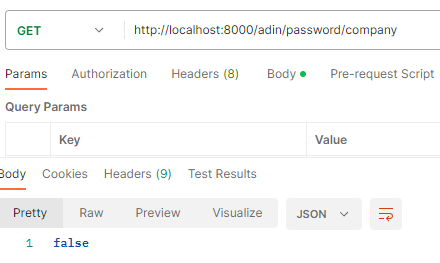 GET http://localhost:8000/adin/password/company
Params Authorization Headers (8) Body Pre-request Script
Query Params
Key Value
Body Cookies Headers (9) Test Results
Pretty Raw Preview Visualize JSON
1 false